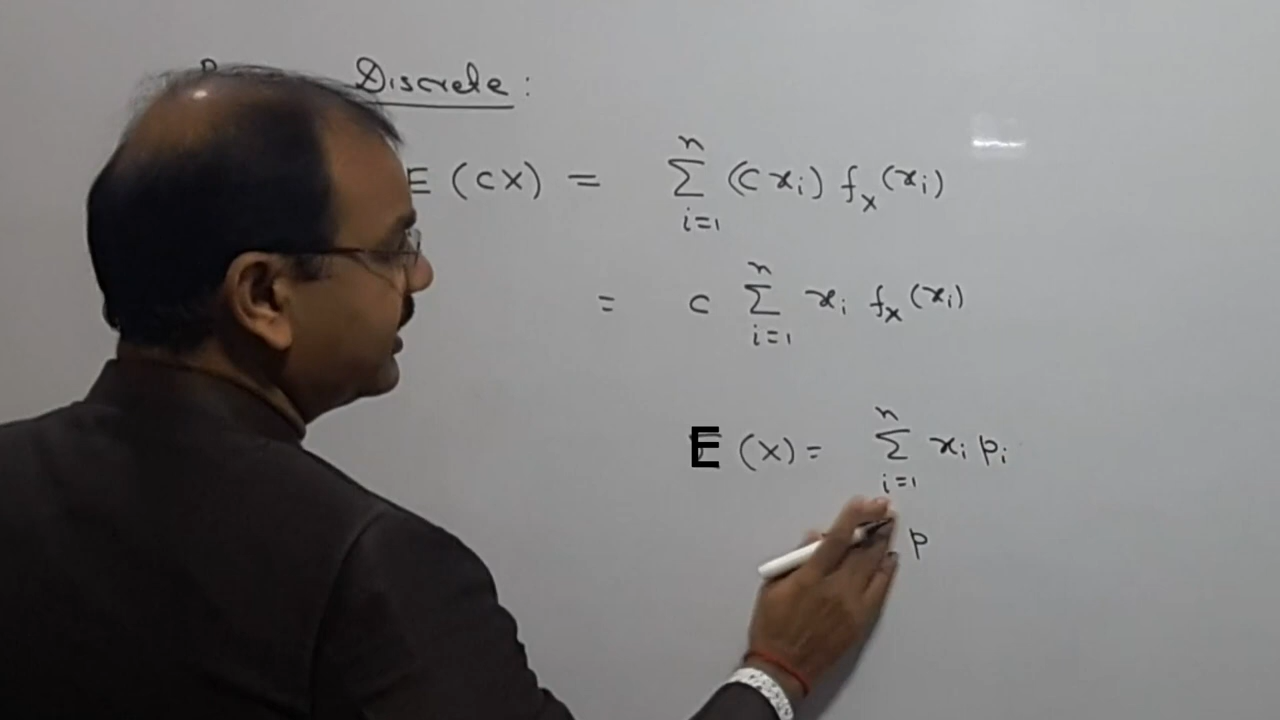 Discrete :
E (cX) = n ∑ i=1 (c xᵢ) f_X (xᵢ)
= c n ∑ i=1 xᵢ f_X (xᵢ)
E (X) = n ∑ i=1 xᵢ pᵢ
p